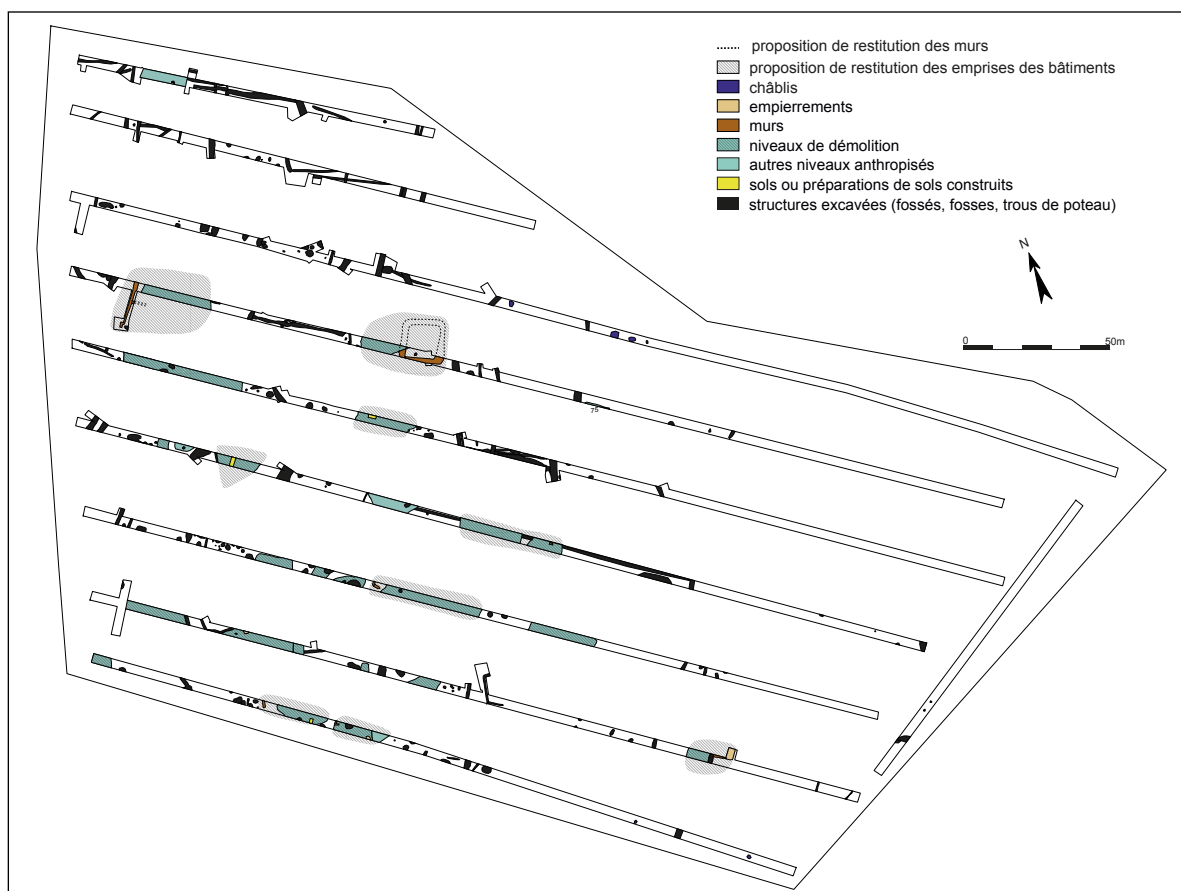 proposition de restitution des murs
proposition de restitution des emprises des bâtiments
châblis
empierrements
murs
niveaux de démolition
autres niveaux anthropisés
sols ou préparations de sols construits
structures excavées (fossés, fosses, trous de poteau)
N
0 50m
75